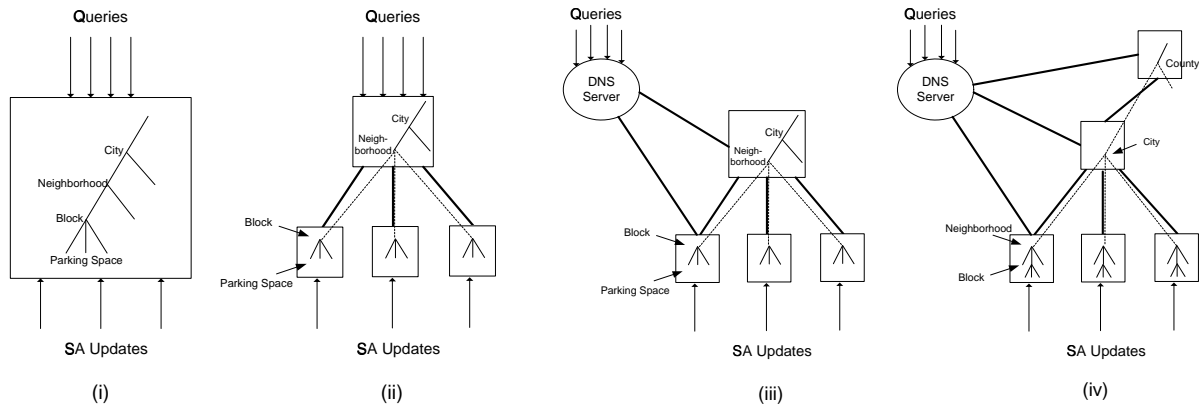 Queries
City
Neighborhood
Block
Parking Space
SA Updates
(i)
Queries
City
Neigh-
borhood
Block
Parking Space
SA Updates
(ii)
Queries
DNS
Server
City
Neigh-
borhood
Block
Parking Space
SA Updates
(iii)
Queries
DNS
Server
County
City
Neighborhood
Block
SA Updates
(iv)